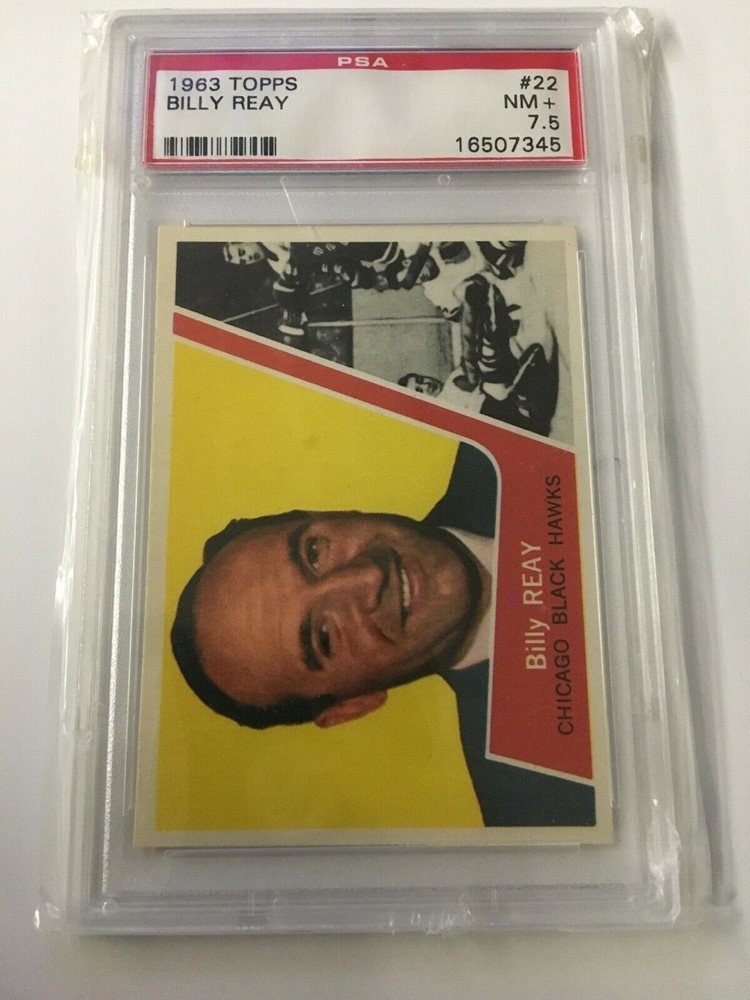 PSA
1963 TOPPS #22
BILLY REAY NM+
7.5
16507345
Billy REAY
CHICAGO BLACK HAWKS